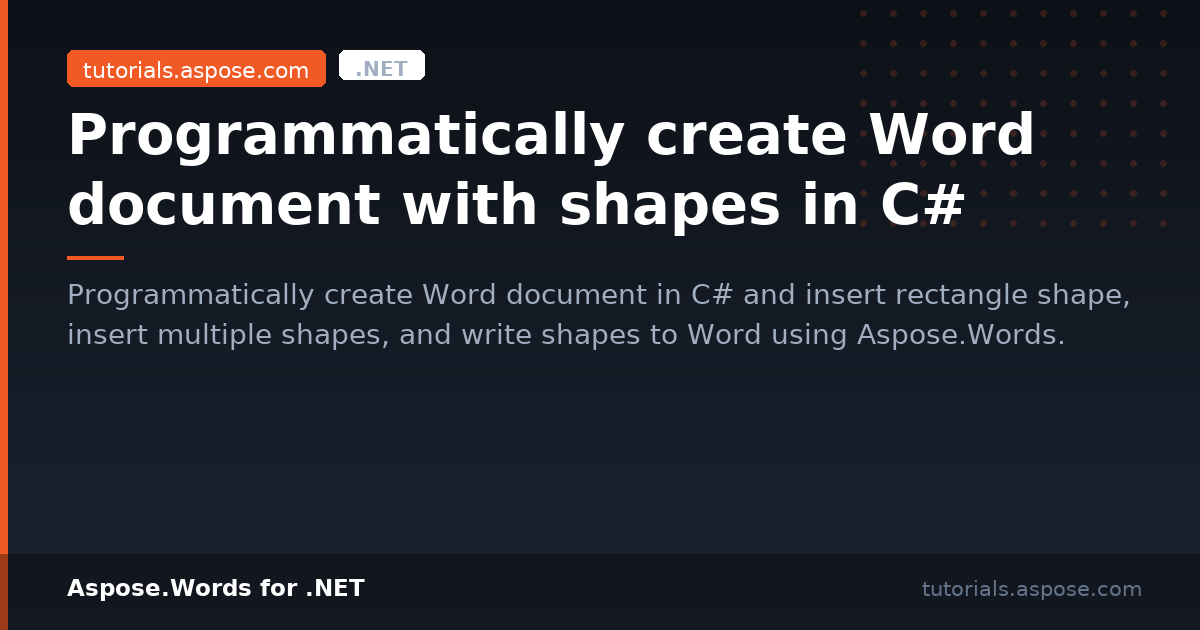 tutorials.aspose.com
.NET
Programmatically create Word
document with shapes in C#
Programmatically create Word document in C# and insert rectangle shape,
insert multiple shapes, and write shapes to Word using Aspose.Words.
Aspose.Words for .NET
tutorials.aspose.com